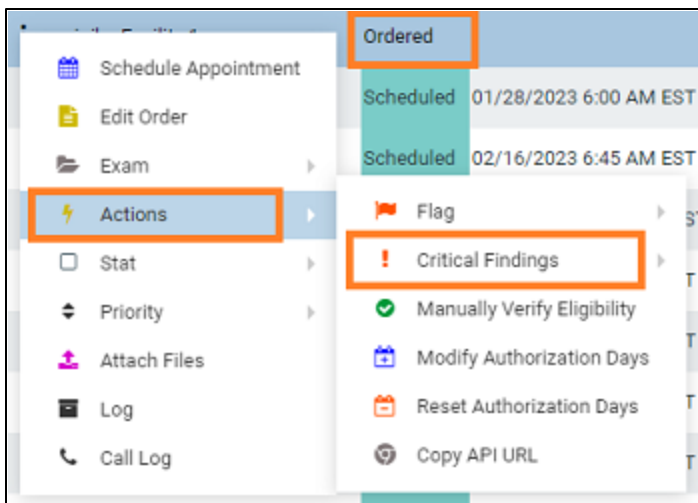 Ordered
Schedule Appointment
Edit Order
Scheduled 01/28/2023 6:00 AM EST
Exam
Scheduled 02/16/2023 6:45 AM EST
Actions
Flag
Stat
Critical Findings
Priority
Manually Verify Eligibility
Attach Files
Modify Authorization Days
Log
Reset Authorization Days
Call Log
Copy API URL